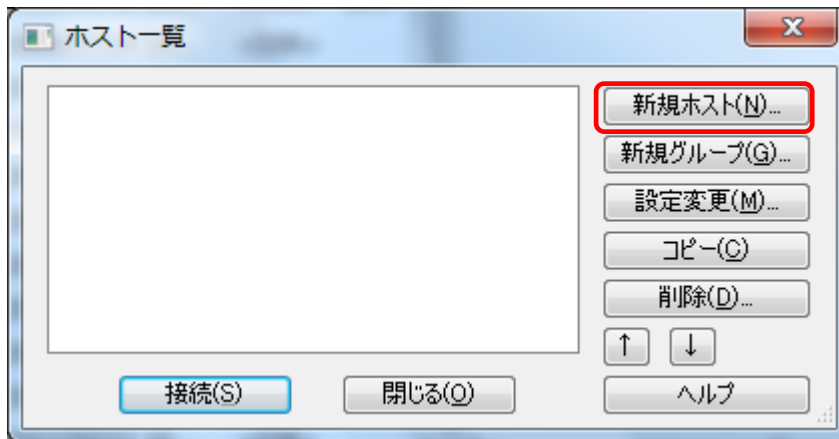 ホスト一覧
新規ホスト(N)...
新規グループ(G)...
設定変更(M)...
コピー(C)
削除(D)...
↑ ↓
接続(S) 閉じる(O) ヘルプ